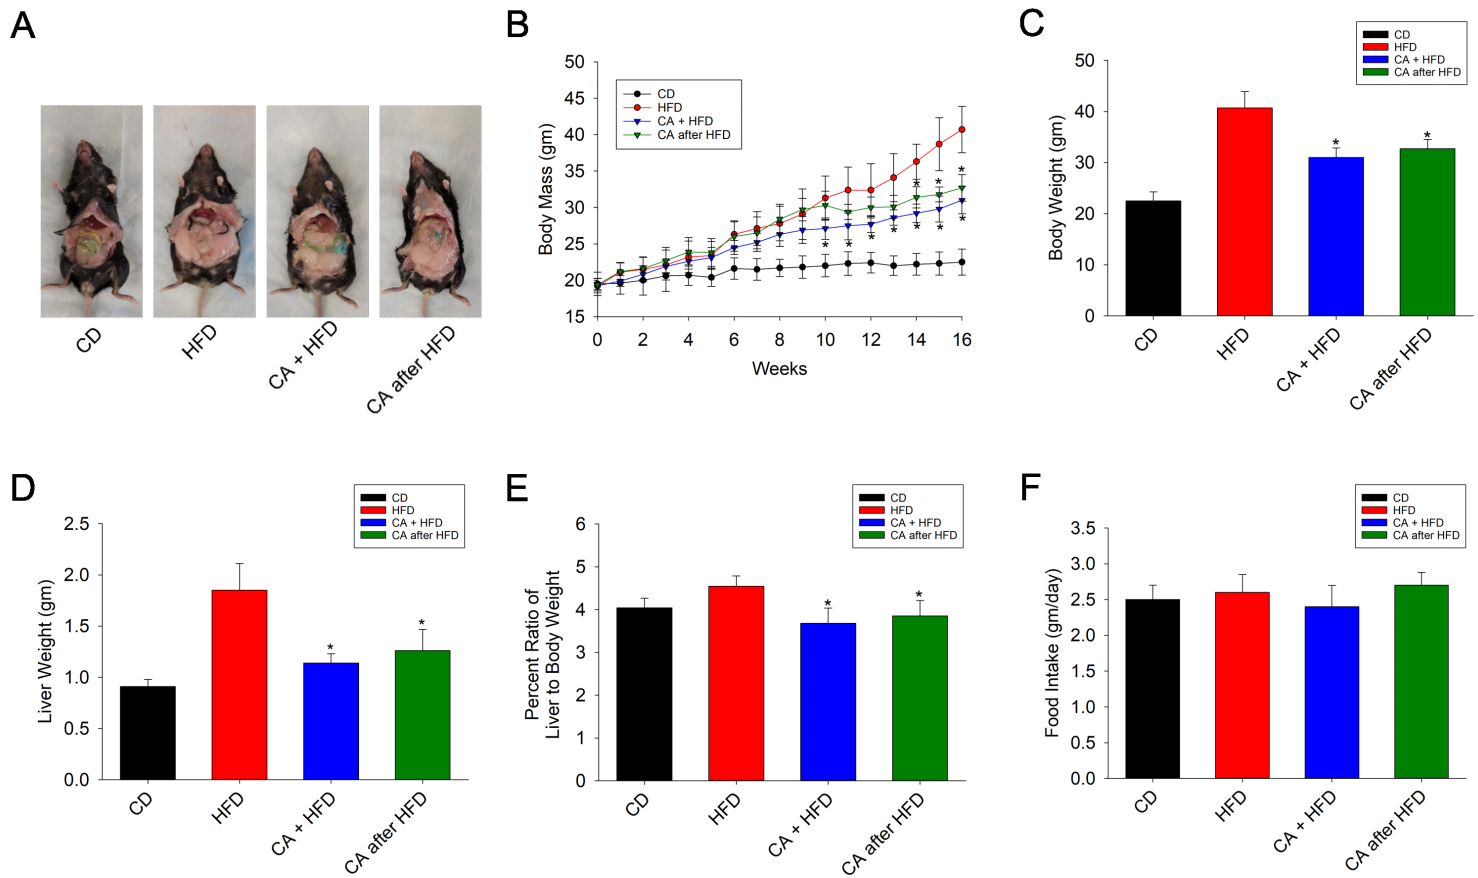 A
CD
HFD
CA + HFD
CA after HFD
B
Body Mass (gm)
50
45
40
35
30
25
20
15
CD
HFD
CA + HFD
CA after HFD
*
*
*
*
*
*
*
*
*
*
0
2
4
6
8
10
12
14
16
Weeks
C
CD
HFD
CA + HFD
CA after HFD
Body Weight (gm)
50
40
30
20
10
0
*
*
CD
HFD
CA + HFD
CA after HFD
D
CD
HFD
CA + HFD
CA after HFD
Liver Weight (gm)
2.5
2.0
1.5
1.0
0.5
0.0
*
*
CD
HFD
CA + HFD
CA after HFD
E
CD
HFD
CA + HFD
CA after HFD
Percent Ratio of
Liver to Body Weight
6
5
4
3
2
1
0
*
*
CD
HFD
CA + HFD
CA after HFD
F
CD
HFD
CA + HFD
CA after HFD
Food Intake (gm/day)
3.5
3.0
2.5
2.0
1.5
1.0
0.5
0.0
CD
HFD
CA + HFD
CA after HFD